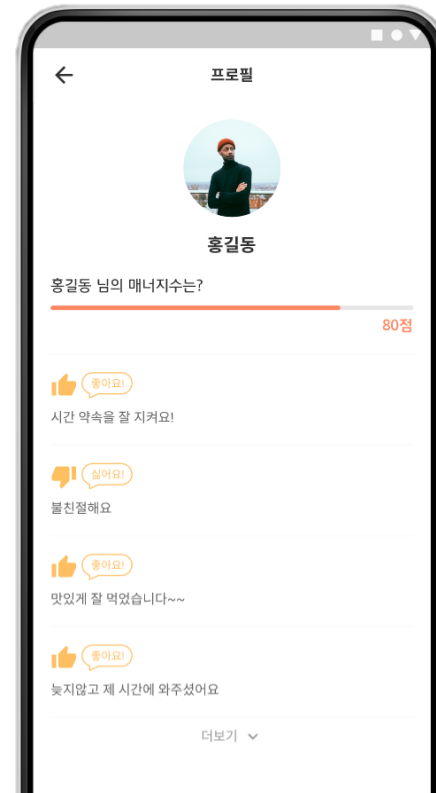 프로필
홍길동
홍길동 님의 매너지수는?
80점
좋아요!
시간 약속을 잘 지켜요!
싫어요!
불친절해요
좋아요!
맛있게 잘 먹었습니다~~
좋아요!
늦지않고 제 시간에 와주셨어요
더보기